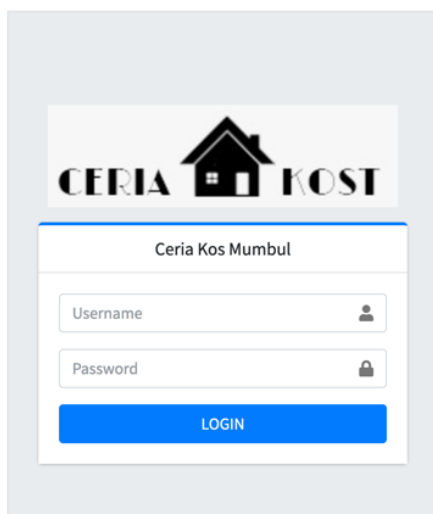 CERIA KOST
Ceria Kos Mumbul
Username
Password
LOGIN